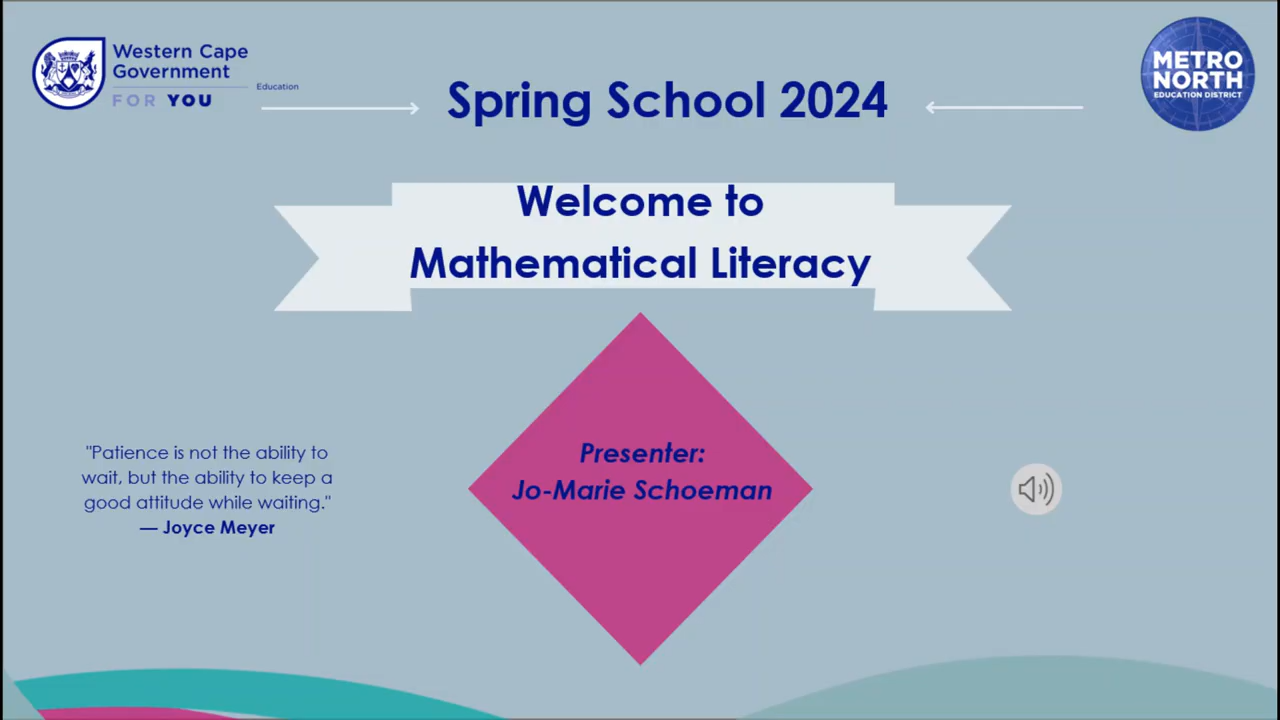 Western Cape
Government
Education
FOR YOU
METRO
NORTH
EDUCATION DISTRICT
Spring School 2024
Welcome to
Mathematical Literacy
Presenter:
Jo-Marie Schoeman
"Patience is not the ability to
wait, but the ability to keep a
good attitude while waiting."
— Joyce Meyer